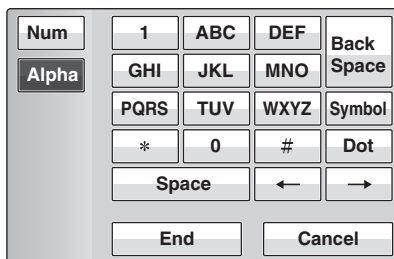 Num 1 ABC DEF Back Space
Alpha GHI JKL MNO
PQRS TUV WXYZ Symbol
* 0 # Dot
Space ← →
End Cancel